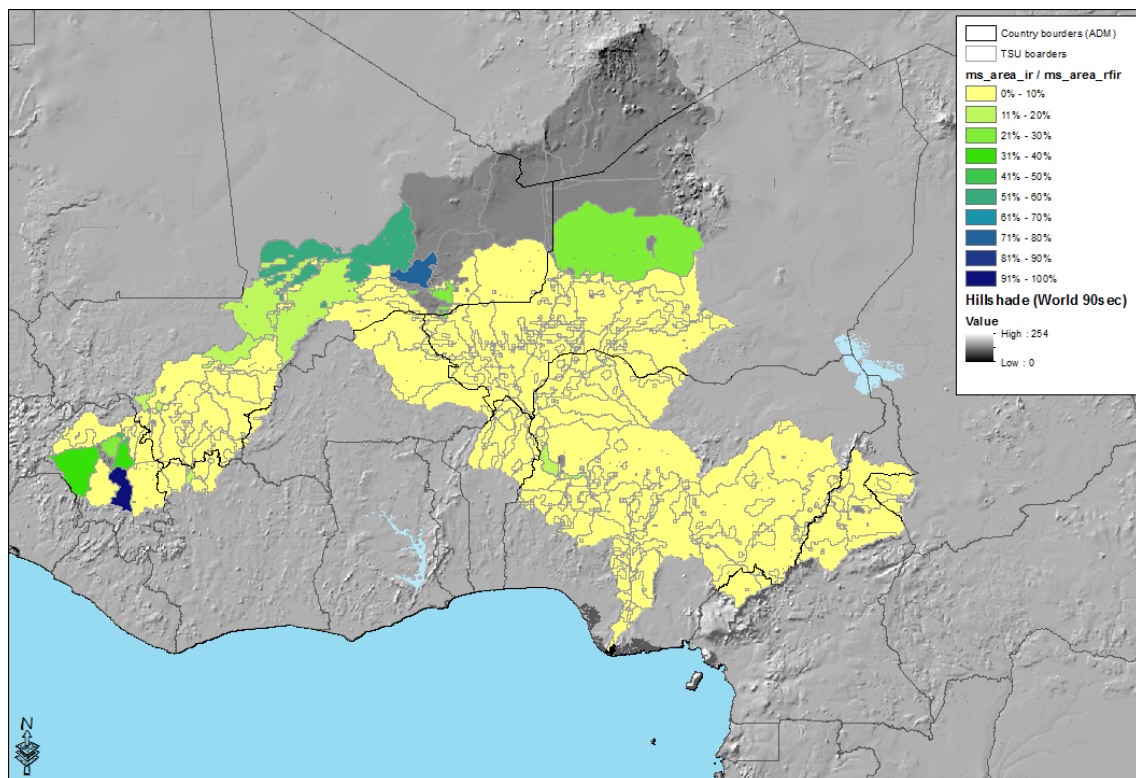 Country bourders (ADM)
TSU boarders
ms_area_ir / ms_area_rfir
0% - 10%
11% - 20%
21% - 30%
31% - 40%
41% - 50%
51% - 60%
61% - 70%
71% - 80%
81% - 90%
91% - 100%
Hillshade (World 90sec)
Value
High : 254
Low : 0
N